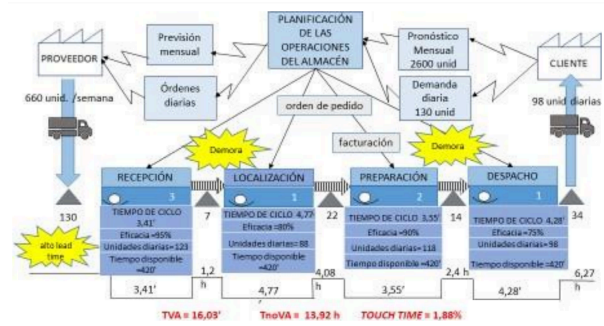 PLANIFICACIÓN
DE LAS
OPERACIONES
DEL ALMACÉN
PROVEEDOR
Previsión
mensual
Órdenes
diarias
Pronóstico
Mensual
2600 unid
Demanda
diaria
130 unid
CLIENTE
660 unid. /semana
orden de pedido
facturación
98 unid diarias
Demora
Demora
RECEPCIÓN
3
TIEMPO DE CICLO
3,41'
Eficacia =95%
Unidades diarias=123
Tiempo disponible
=420'
LOCALIZACIÓN
1
TIEMPO DE CICLO 4,77'
Eficacia =80%
Unidades diarias= 88
Tiempo disponible
=420'
PREPARACIÓN
2
TIEMPO DE CICLO 3,55'
Eficacia =90%
Unidades diarias=118
Tiempo disponible =420'
DESPACHO
1
TIEMPO DE CICLO 4,28'
Eficacia =75%
Unidades diarias= 98
Tiempo disponible
=420'
130
7
22
14
34
alto lead
time
3,41'
1,2
h
4,77
'
4,08
h
3,55'
2,4 h
4,28'
6,27
h
TVA = 16,03' TnoVA = 13,92 h TOUCH TIME = 1,88%